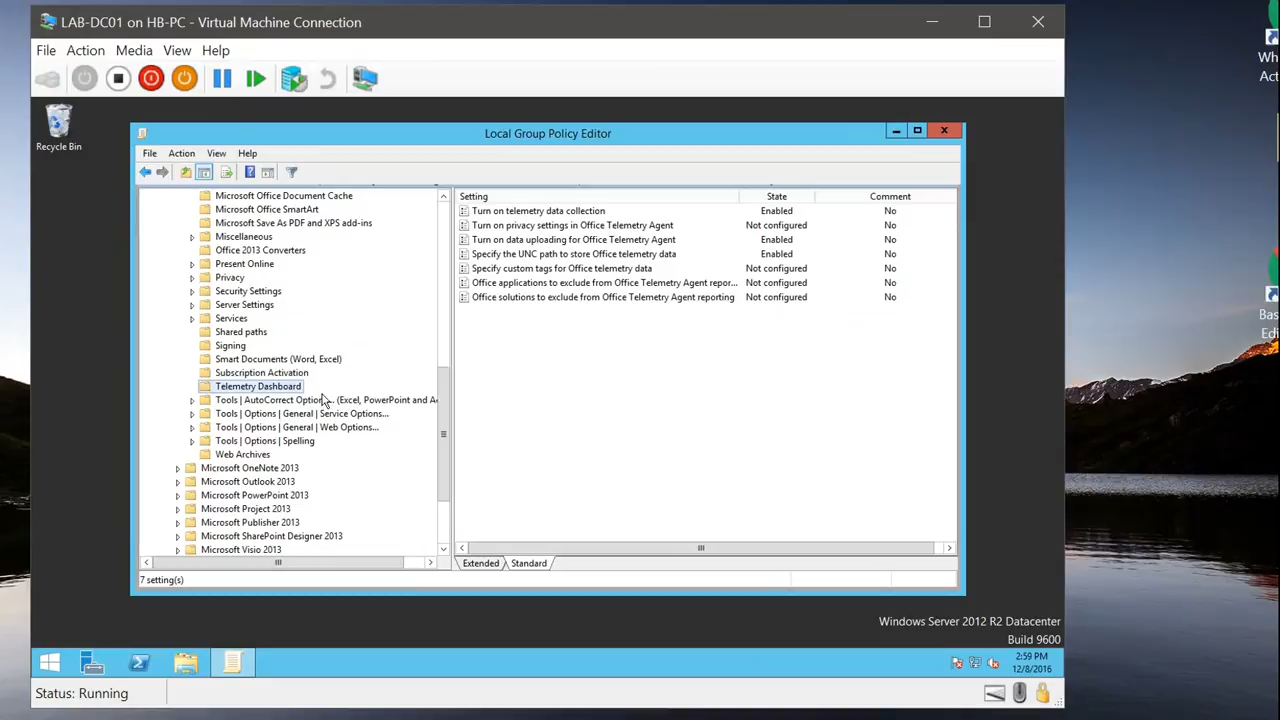 LAB-DC01 on HB-PC - Virtual Machine Connection
File Action Media View Help
Recycle Bin
Local Group Policy Editor
File Action View Help
Microsoft Office Document Cache
Microsoft Office SmartArt
Microsoft Save As PDF and XPS add-ins
Miscellaneous
Office 2013 Converters
Present Online
Privacy
Security Settings
Server Settings
Services
Shared paths
Signing
Smart Documents (Word, Excel)
Subscription Activation
Telemetry Dashboard
Tools | AutoCorrect Option... (Excel, PowerPoint and A
Tools | Options | General | Service Options...
Tools | Options | General | Web Options...
Tools | Options | Spelling
Web Archives
Microsoft OneNote 2013
Microsoft Outlook 2013
Microsoft PowerPoint 2013
Microsoft Project 2013
Microsoft Publisher 2013
Microsoft SharePoint Designer 2013
Microsoft Visio 2013
Setting State Comment
Turn on telemetry data collection Enabled No
Turn on privacy settings in Office Telemetry Agent Not configured No
Turn on data uploading for Office Telemetry Agent Enabled No
Specify the UNC path to store Office telemetry data Enabled No
Specify custom tags for Office telemetry data Not configured No
Office applications to exclude from Office Telemetry Agent repor... Not configured No
Office solutions to exclude from Office Telemetry Agent reporting Not configured No
Extended Standard
7 setting(s)
Windows Server 2012 R2 Datacenter
Build 9600
2:59 PM
12/8/2016
Status: Running
Wh
Act
Bas
Edi